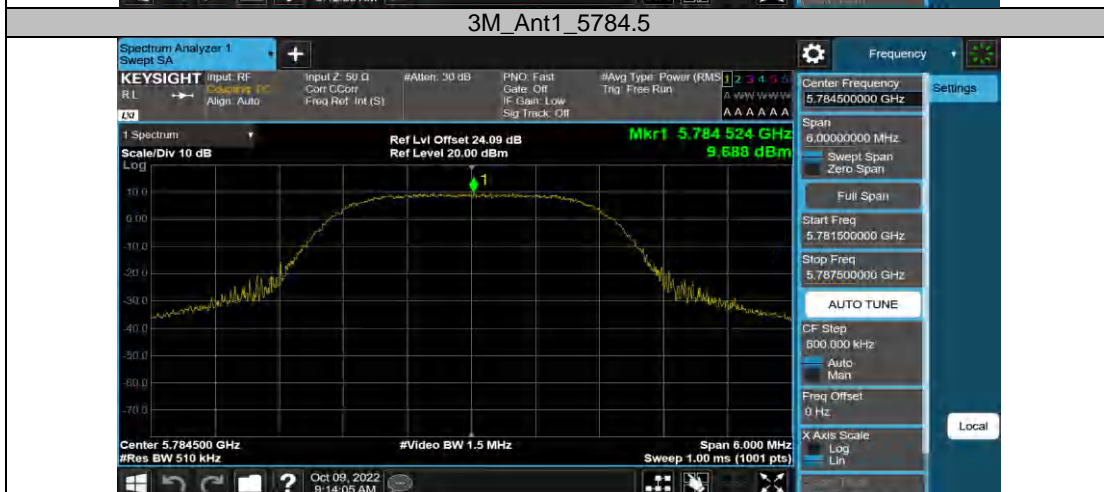 3M_Ant1_5784.5
Spectrum Analyzer 1
Swept SA
+
Frequency
KEYSIGHT
RL
LXI
Input: RF
Coupling: DC
Align: Auto
Input Z: 50 Ω
Corr CCorr
Freq Ref: Int (S)
#Atten: 30 dB
PNO: Fast
Gate: Off
IF Gain: Low
Sig Track: Off
#Avg Type: Power (RMS
Trig: Free Run
1 2 3 4 5 6
A WW WW W
A A A A A A
1 Spectrum
Scale/Div 10 dB
Log
Ref Lvl Offset 24.09 dB
Ref Level 20.00 dBm
Mkr1 5.784 524 GHz
9.688 dBm
1
10.0
0.00
-10.0
-20.0
-30.0
-40.0
-50.0
-60.0
-70.0
Center 5.784500 GHz
#Res BW 510 kHz
#Video BW 1.5 MHz
Span 6.000 MHz
Sweep 1.00 ms (1001 pts)
Center Frequency
5.784500000 GHz
Settings
Span
6.00000000 MHz
Swept Span
Zero Span
Full Span
Start Freq
5.781500000 GHz
Stop Freq
5.787500000 GHz
AUTO TUNE
CF Step
600.000 kHz
Auto
Man
Freq Offset
0 Hz
X Axis Scale
Log
Lin
Local
?
Oct 09, 2022
9:14:05 AM